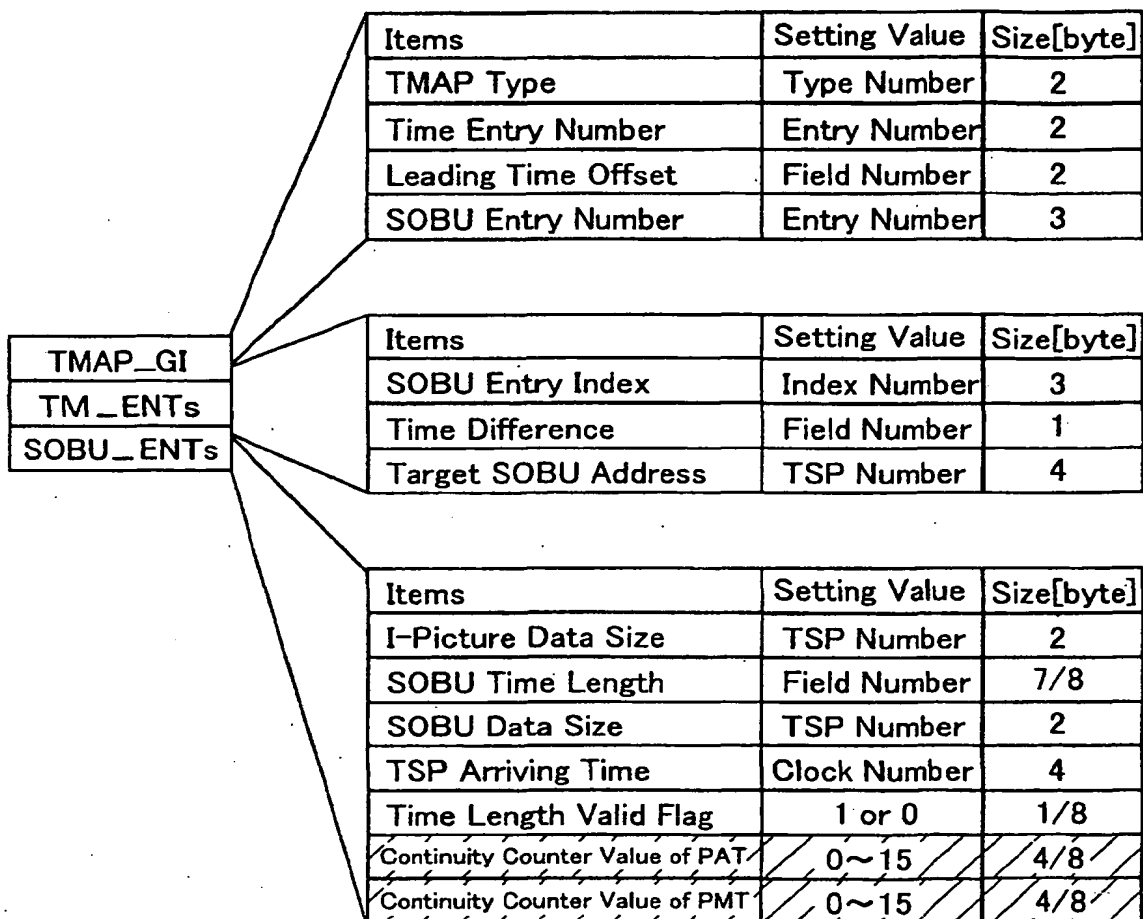 Items Setting Value Size[byte]
TMAP Type Type Number 2
Time Entry Number Entry Number 2
Leading Time Offset Field Number 2
SOBU Entry Number Entry Number 3
TMAP_GI
TM_ENTs
SOBU_ENTs
Items Setting Value Size[byte]
SOBU Entry Index Index Number 3
Time Difference Field Number 1
Target SOBU Address TSP Number 4
Items Setting Value Size[byte]
I-Picture Data Size TSP Number 2
SOBU Time Length Field Number 7/8
SOBU Data Size TSP Number 2
TSP Arriving Time Clock Number 4
Time Length Valid Flag 1 or 0 1/8
Continuity Counter Value of PAT 0~15 4/8
Continuity Counter Value of PMT 0~15 4/8